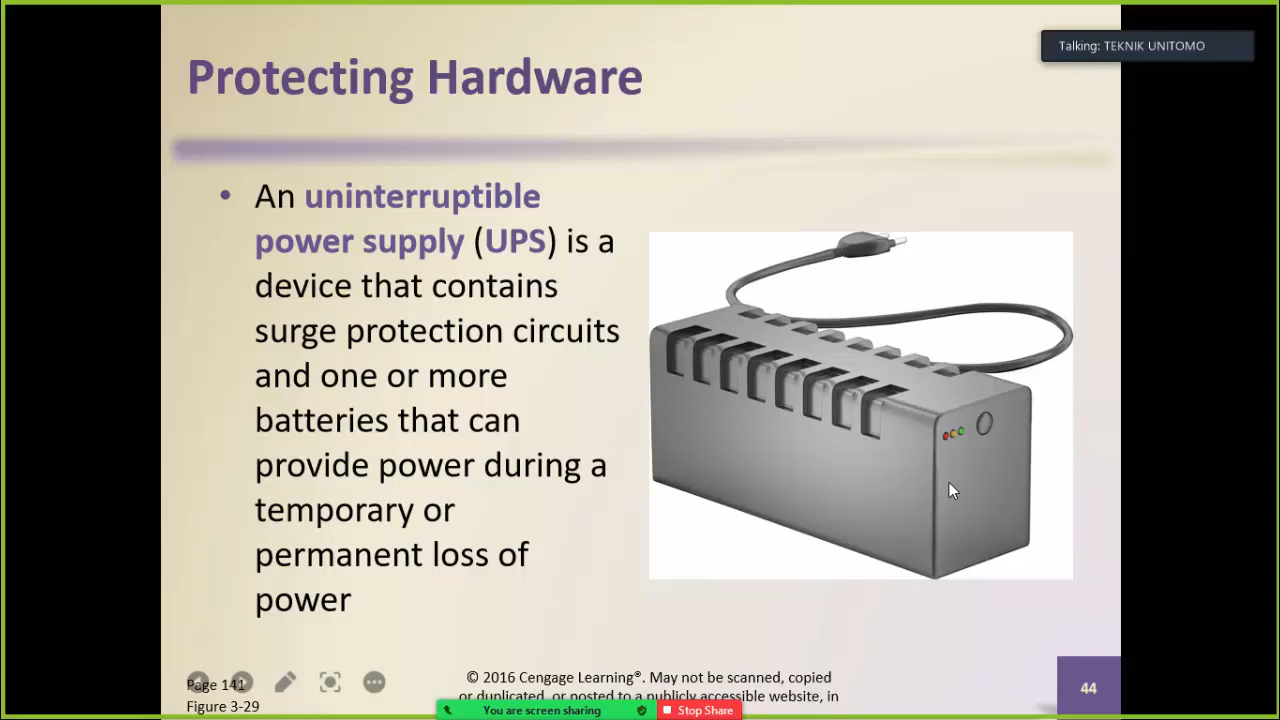 Talking: TEKNIK UNITOMO
Protecting Hardware
• An uninterruptible
power supply (UPS) is a
device that contains
surge protection circuits
and one or more
batteries that can
provide power during a
temporary or
permanent loss of
power
Page 141
Figure 3-29
© 2016 Cengage Learning®. May not be scanned, copied
or duplicated, or posted to a publicly accessible website, in
44
You are screen sharing
Stop Share